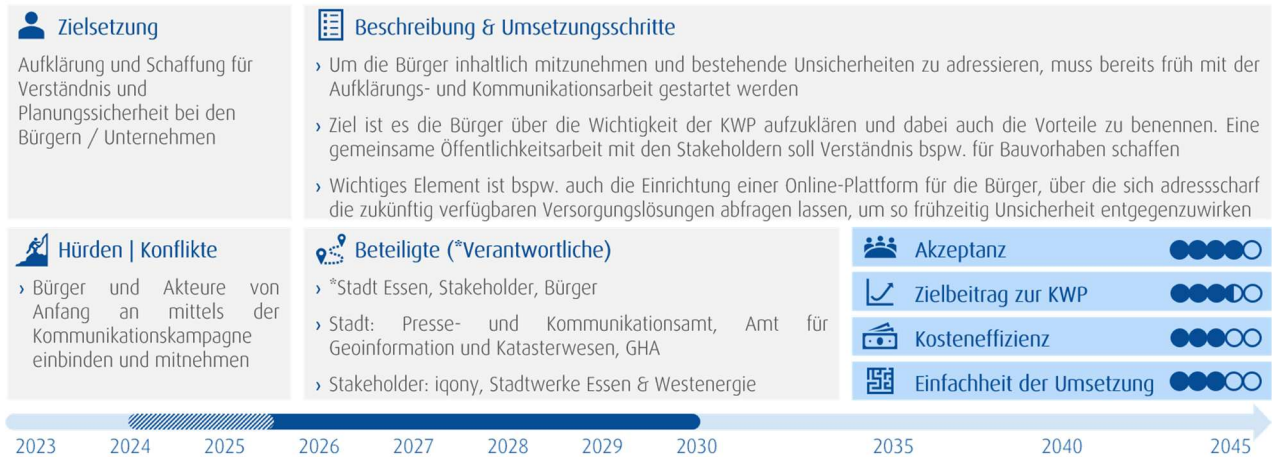 Zielsetzung
Aufklärung und Schaffung für
Verständnis und
Planungssicherheit bei den
Bürgern / Unternehmen
Beschreibung & Umsetzungsschritte
› Um die Bürger inhaltlich mitzunehmen und bestehende Unsicherheiten zu adressieren, muss bereits früh mit der
Aufklärungs- und Kommunikationsarbeit gestartet werden
› Ziel ist es die Bürger über die Wichtigkeit der KWP aufzuklären und dabei auch die Vorteile zu benennen. Eine
gemeinsame Öffentlichkeitsarbeit mit den Stakeholdern soll Verständnis bspw. für Bauvorhaben schaffen
› Wichtiges Element ist bspw. auch die Einrichtung einer Online-Plattform für die Bürger, über die sich adressscharf
die zukünftig verfügbaren Versorgungslösungen abfragen lassen, um so frühzeitig Unsicherheit entgegenzuwirken
Hürden | Konflikte
› Bürger und Akteure von
Anfang an mittels der
Kommunikationskampagne
einbinden und mitnehmen
Beteiligte (*Verantwortliche)
› *Stadt Essen, Stakeholder, Bürger
› Stadt: Presse- und Kommunikationsamt, Amt für
Geoinformation und Katasterwesen, GHA
› Stakeholder: iqony, Stadtwerke Essen & Westenergie
Akzeptanz
Zielbeitrag zur KWP
Kosteneffizienz
Einfachheit der Umsetzung
2023 2024 2025 2026 2027 2028 2029 2030 2035 2040 2045